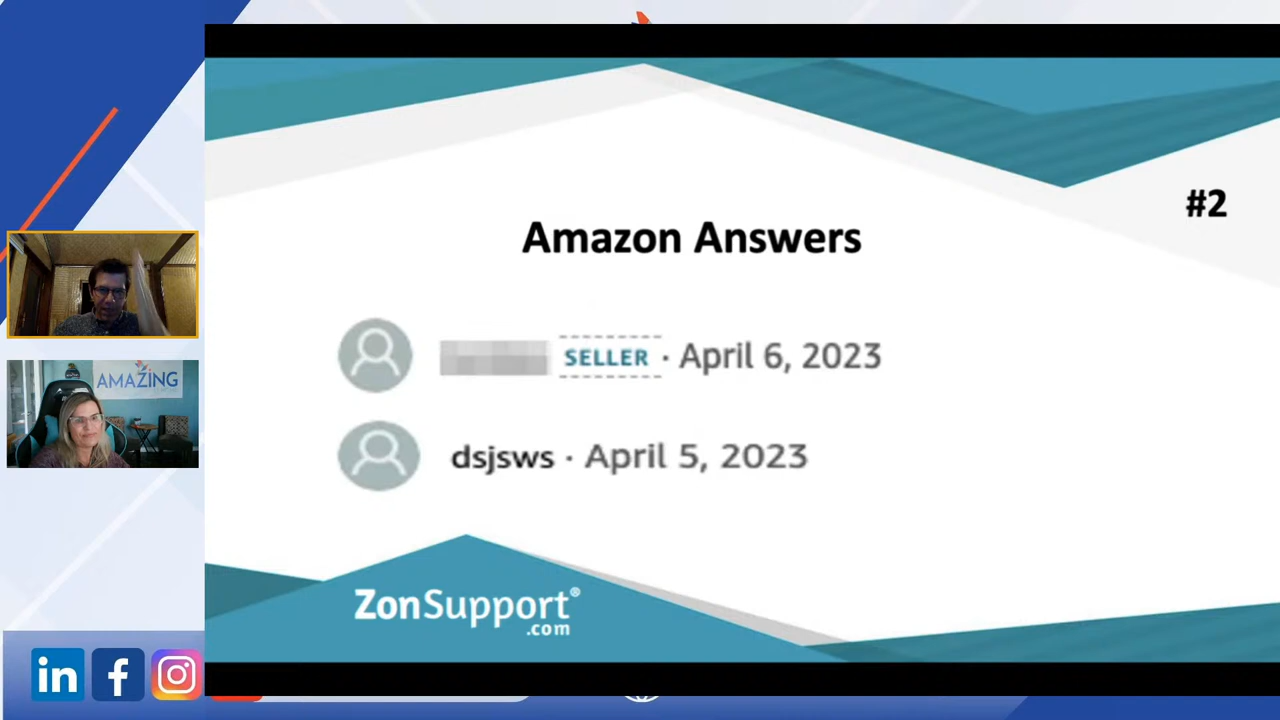 #2
Amazon Answers
SELLER · April 6, 2023
dsjsws · April 5, 2023
AMAZING
ZonSupport®
.com
in
f